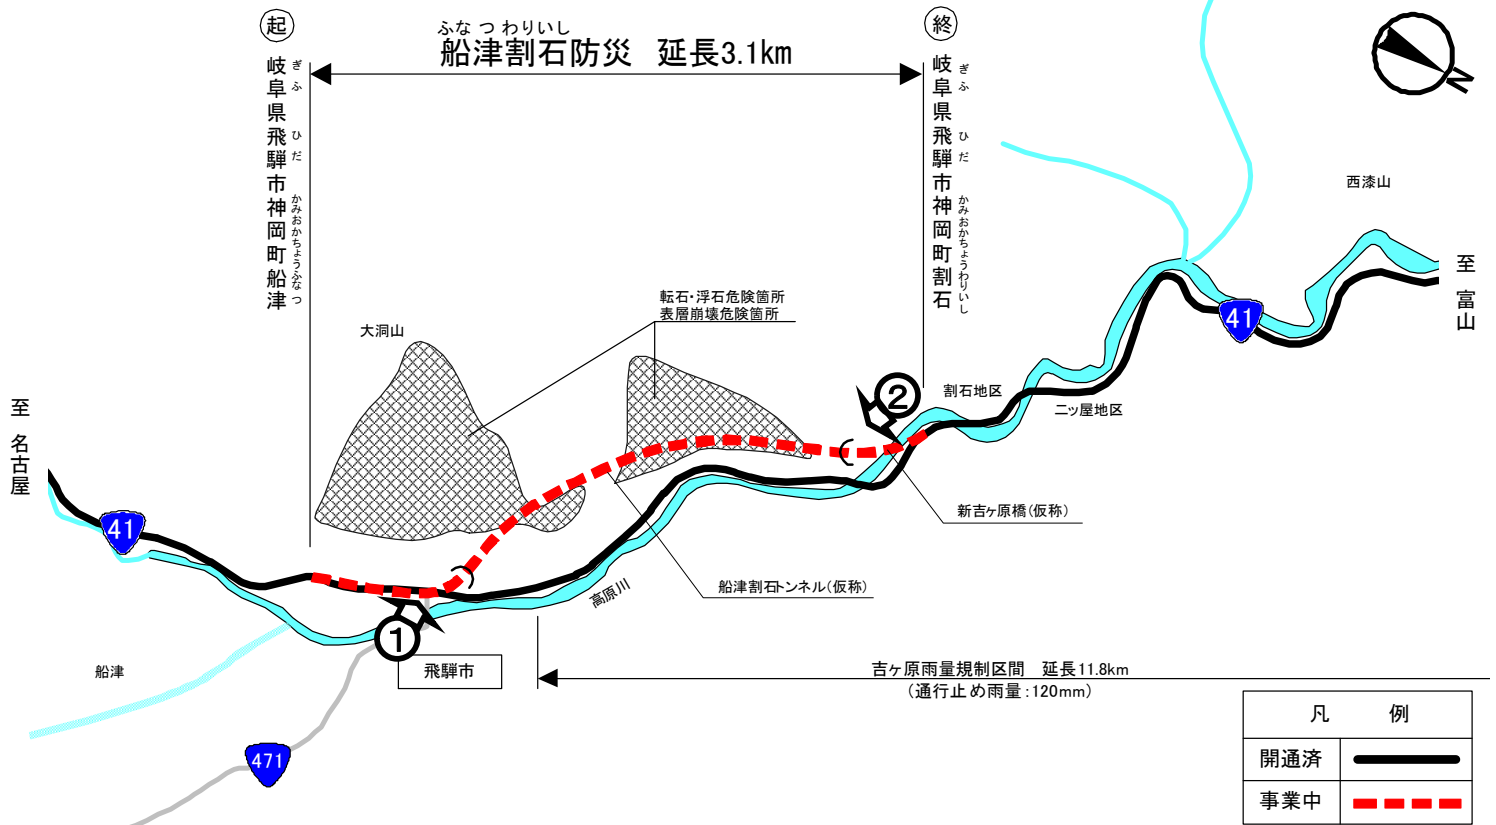 起
ふなつわりいし
船津割石防災　延長3.1km
終
岐阜県飛騨市神岡町船津
ぎふ
ひだ
かみおかちょうふなつ
岐阜県飛騨市神岡町割石
ぎふ
ひだ
かみおかちょうわりいし
N
西漆山
至　富山
41
転石・浮石危険箇所
表層崩壊危険箇所
大洞山
②
割石地区
二ッ屋地区
至　名古屋
41
新吉ヶ原橋(仮称)
船津割石トンネル(仮称)
高原川
①
飛騨市
船津
吉ヶ原雨量規制区間　延長11.8km
（通行止め雨量：120mm）
471
凡　例
開通済
事業中